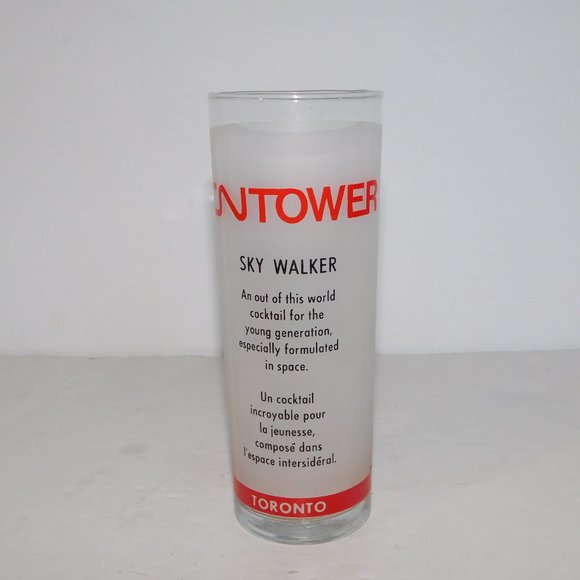 CNTOWER
SKY WALKER
An out of this world
cocktail for the
young generation,
especially formulated
in space.
Un cocktail
incroyable pour
la jeunesse,
composé dans
l'espace intersidéral.
TORONTO